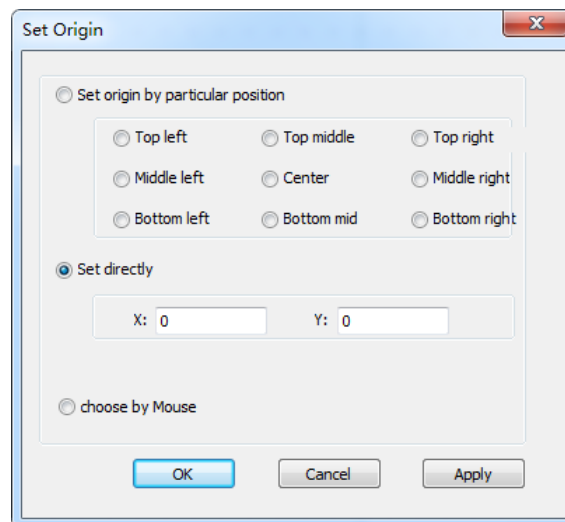 Set Origin
Set origin by particular position
Top left Top middle Top right
Middle left Center Middle right
Bottom left Bottom mid Bottom right
Set directly
X: 0 Y: 0
choose by Mouse
OK Cancel Apply